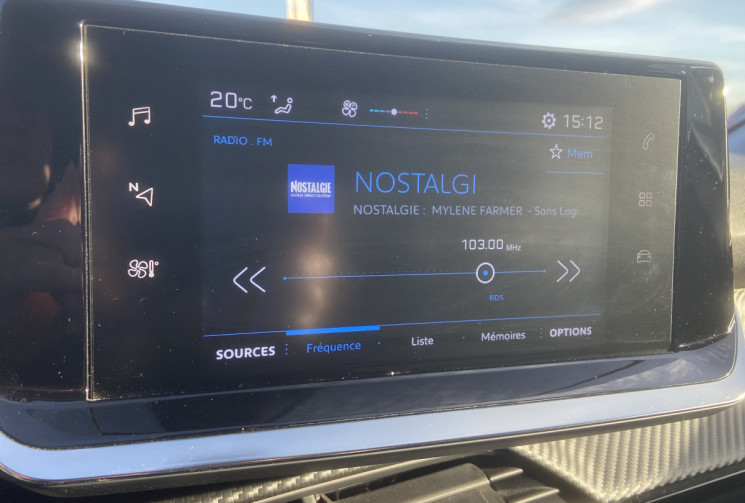 20°C
15:12
RADIO . FM
Mem
N
NOSTALGIE
NOSTALGI
NOSTALGIE : MYLENE FARMER - Sans Logi
103.00 MHz
RDS
SOURCES Fréquence Liste Mémoires OPTIONS